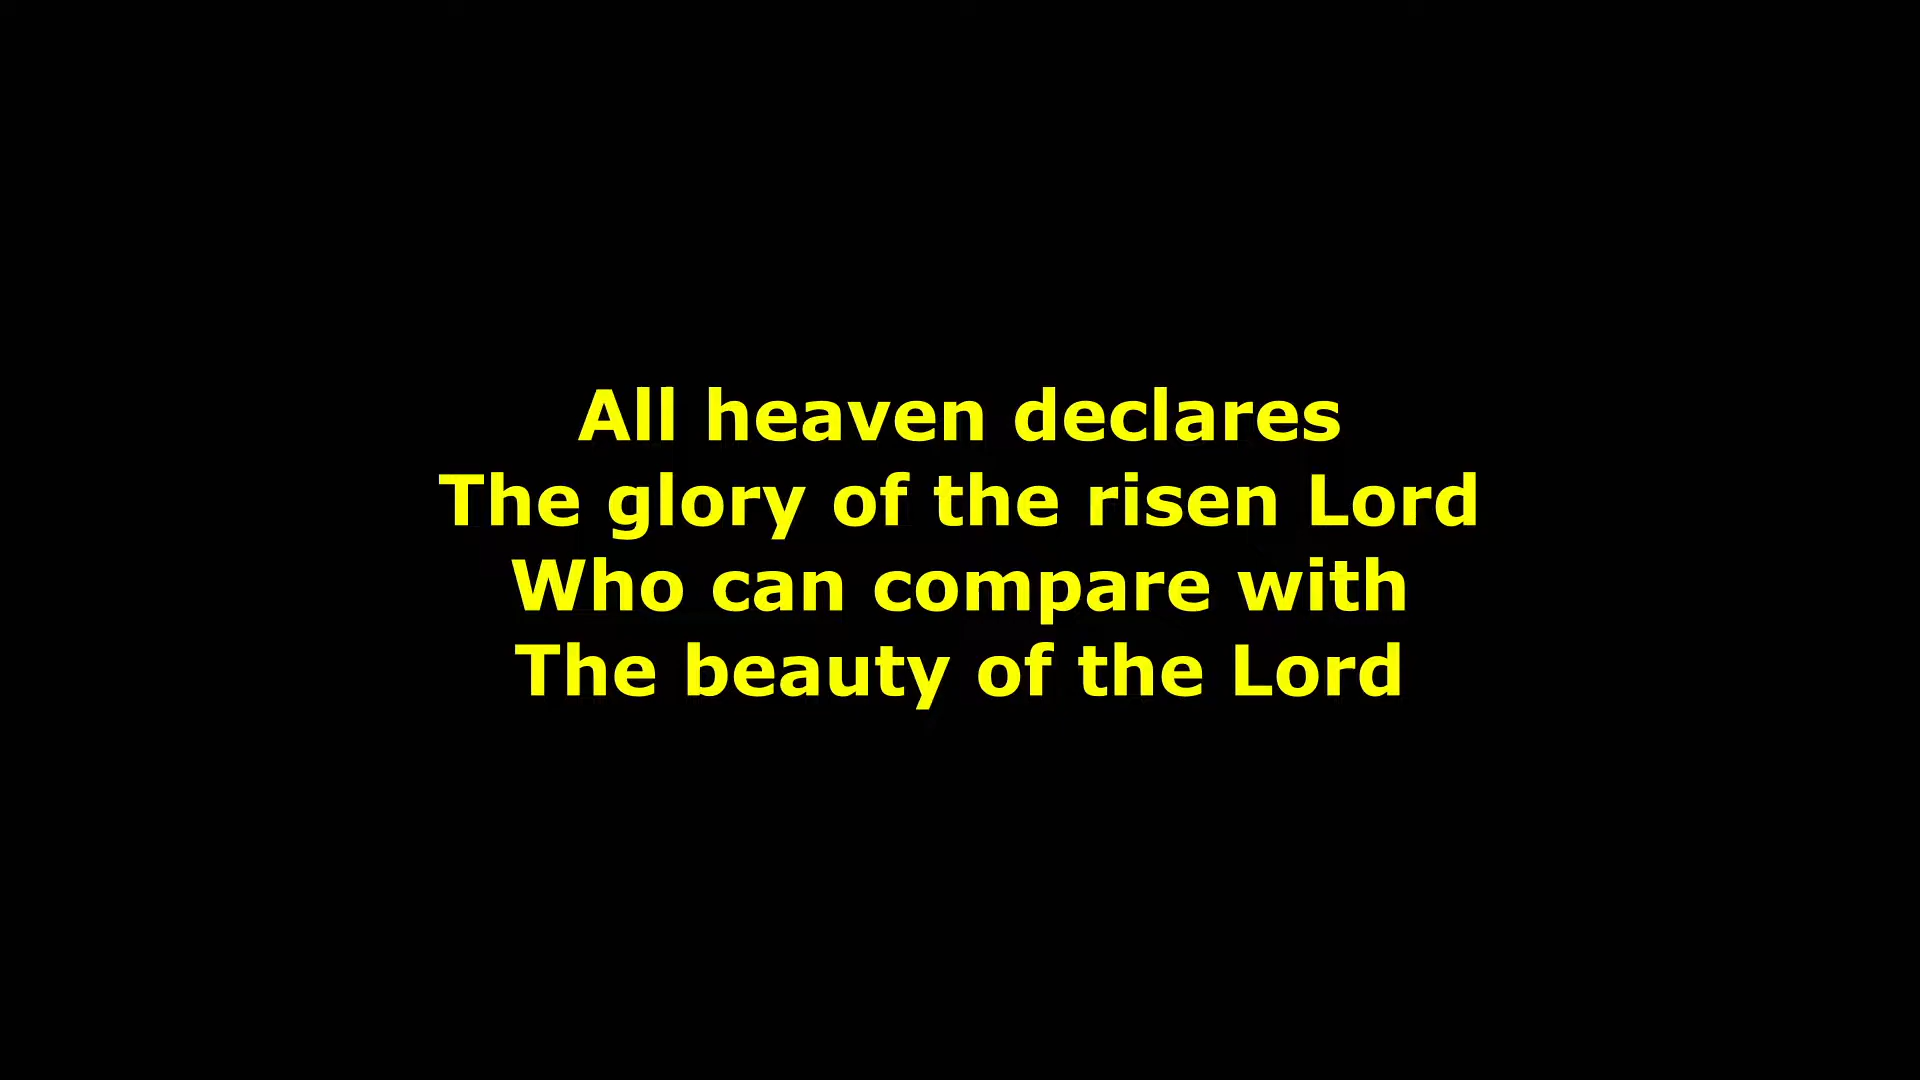 All heaven declares
The glory of the risen Lord
Who can compare with
The beauty of the Lord